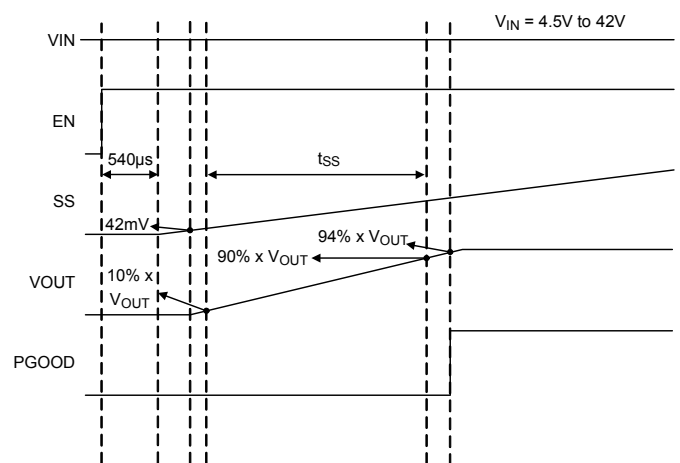 V_IN = 4.5V to 42V
VIN
EN
540µs
t_SS
SS
42mV
94% x V_OUT
90% x V_OUT
10% x
V_OUT
VOUT
PGOOD